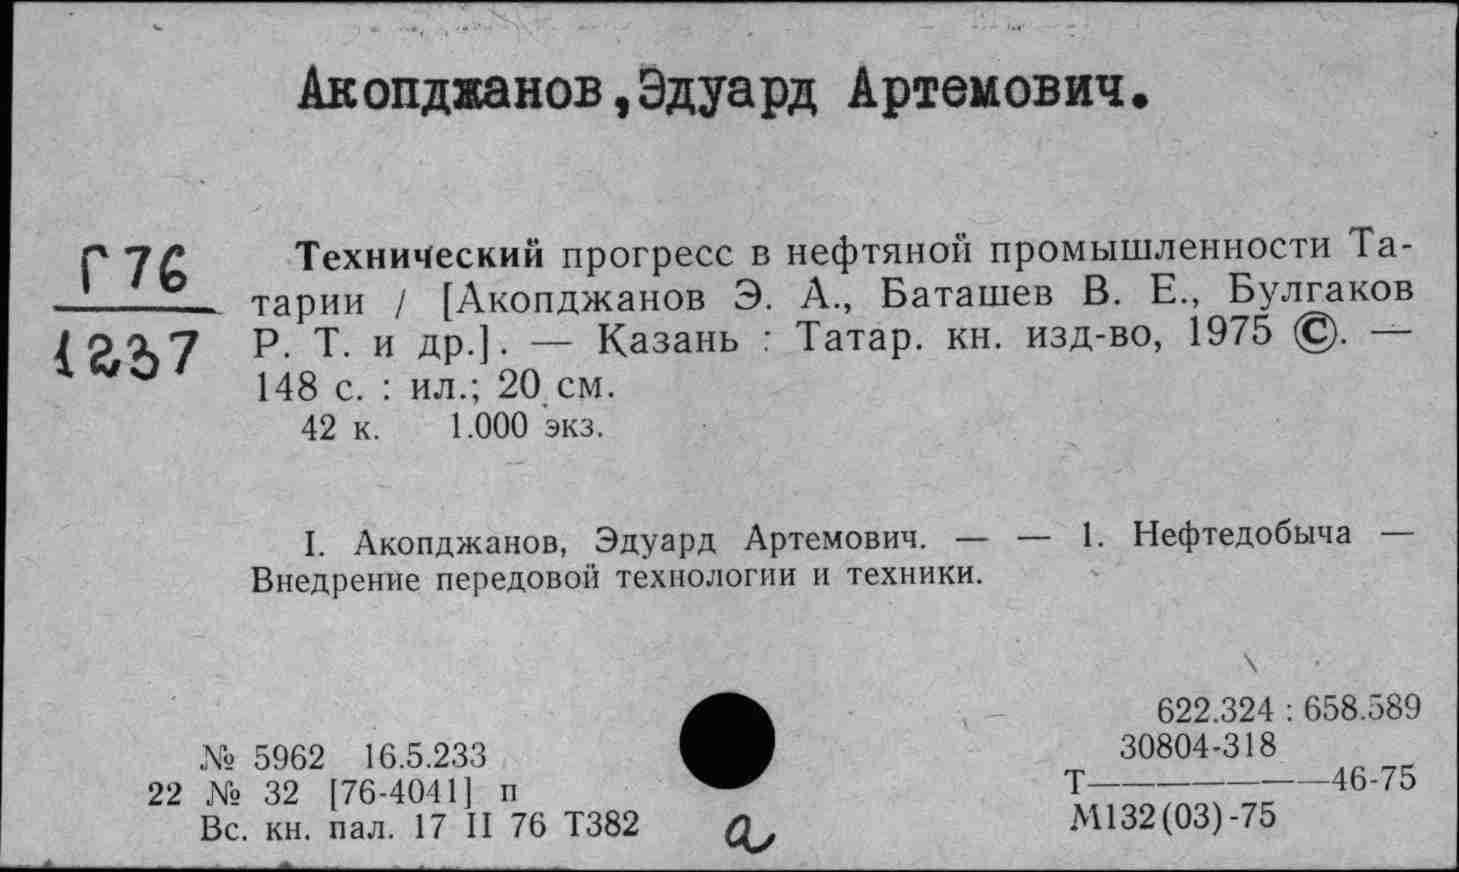 Акопджанов,Эдуард Артемович.
Г 76
1237
Технический прогресс в нефтяной промышленности Та-
тарии / [Акопджанов Э. А., Баташев В. Е., Булгаков
Р. Т. и др.]. — Казань : Татар. кн. изд-во, 1975 ©. —
148 с. : ил.; 20 см.
42 к. 1.000 экз.
I. Акопджанов, Эдуард Артемович. — — 1. Нефтедобыча —
Внедрение передовой технологии и техники.
№ 5962 16.5.233
22 № 32 [76-4041] п
Вс. кн. пал. 17 II 76 Т382
а
622.324 : 658.589
30804-318
Т————————46-75
М132(03)-75